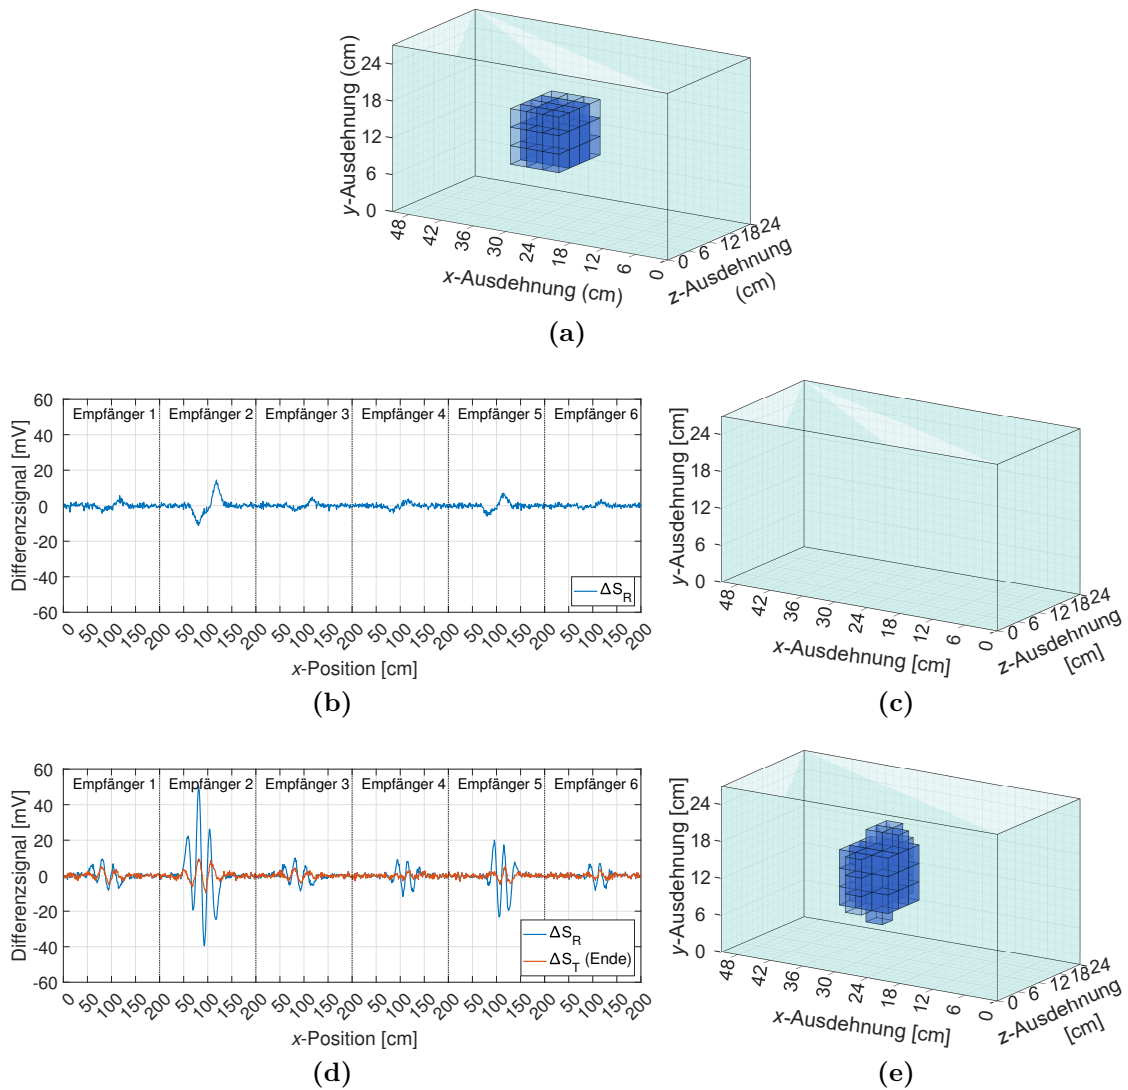 24
18
12
6
0
y-Ausdehnung (cm)
48 42 36 30 24 18 12 6 0
x-Ausdehnung (cm)
0 6 12 18 24
z-Ausdehnung
(cm)
(a)
60
40
20
0
-20
-40
-60
Differenzsignal [mV]
Empfänger 1 Empfänger 2 Empfänger 3 Empfänger 4 Empfänger 5 Empfänger 6
ΔS_R
0 50 100 150 200 50 100 150 200 50 100 150 200 50 100 150 200 50 100 150 200 50 100 150 200
x-Position [cm]
(b)
24
18
12
6
0
y-Ausdehnung [cm]
48 42 36 30 24 18 12 6 0
x-Ausdehnung [cm]
0 6 12 18 24
z-Ausdehnung
[cm]
(c)
60
40
20
0
-20
-40
-60
Differenzsignal [mV]
Empfänger 1 Empfänger 2 Empfänger 3 Empfänger 4 Empfänger 5 Empfänger 6
ΔS_R
ΔS_T (Ende)
0 50 100 150 200 50 100 150 200 50 100 150 200 50 100 150 200 50 100 150 200 50 100 150 200
x-Position [cm]
(d)
24
18
12
6
0
y-Ausdehnung [cm]
48 42 36 30 24 18 12 6 0
x-Ausdehnung [cm]
0 6 12 18 24
z-Ausdehnung
[cm]
(e)